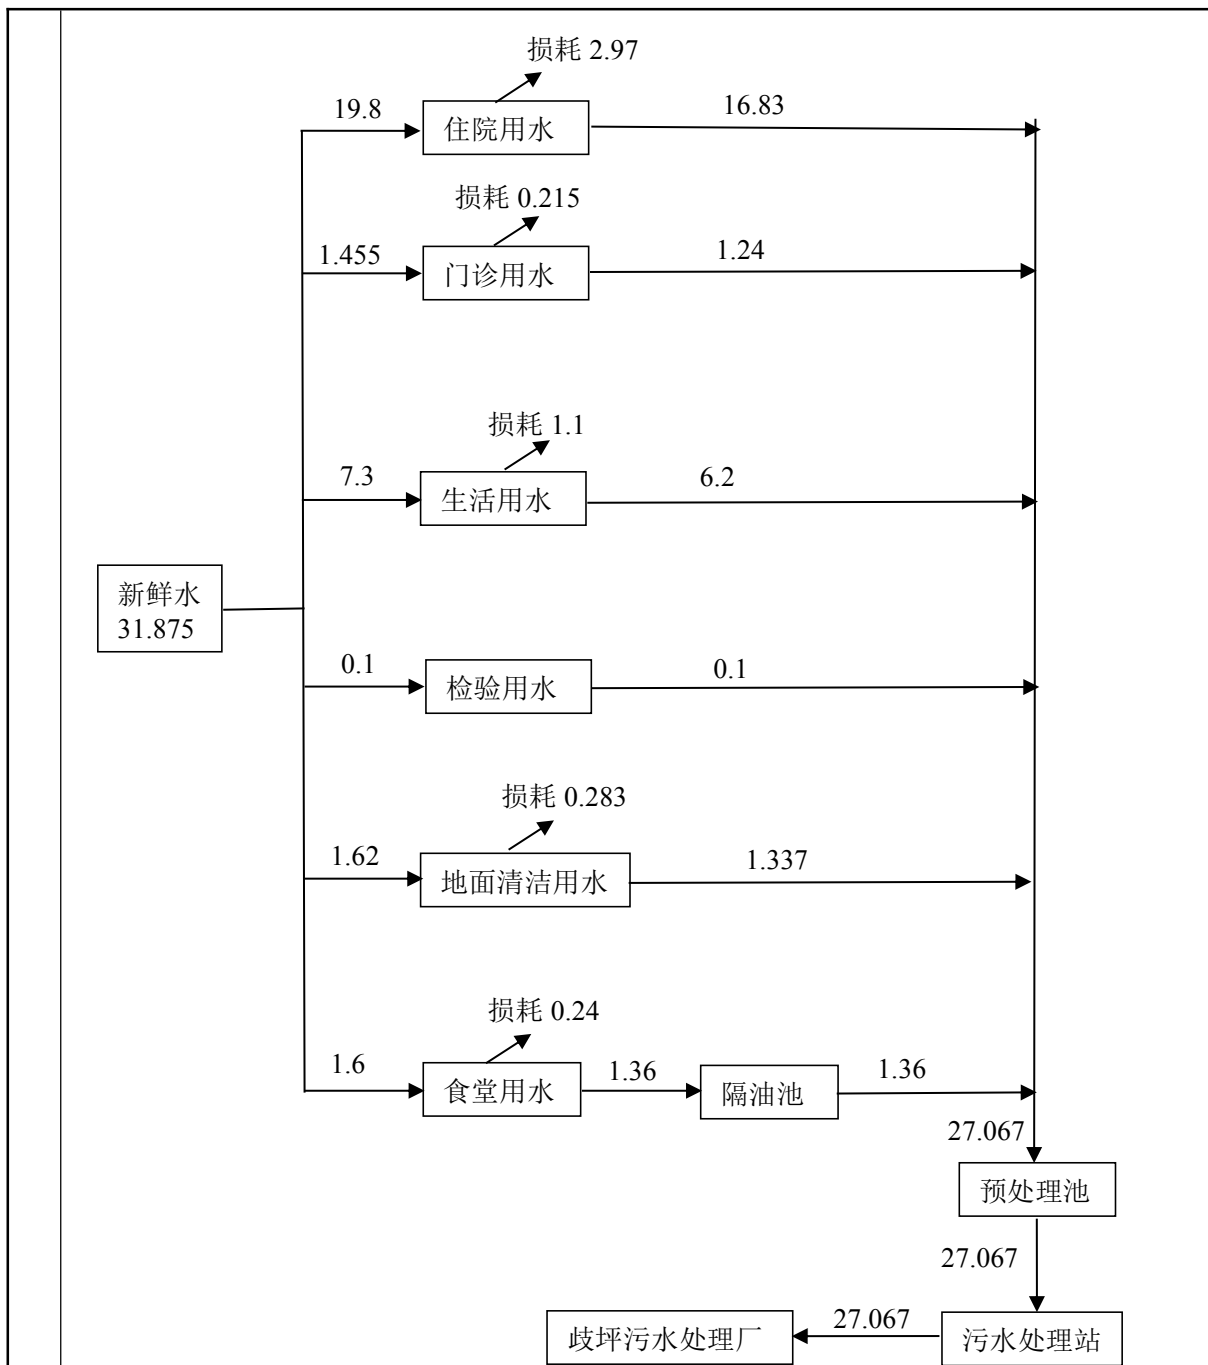 损耗 2.97
19.8
住院用水
16.83
损耗 0.215
1.455
门诊用水
1.24
损耗 1.1
7.3
生活用水
6.2
新鲜水
31.875
0.1
检验用水
0.1
损耗 0.283
1.62
地面清洁用水
1.337
损耗 0.24
1.6
食堂用水
1.36
隔油池
1.36
27.067
预处理池
27.067
歧坪污水处理厂
27.067
污水处理站